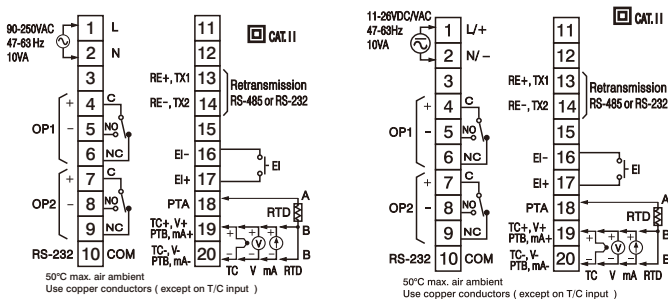 90-250VAC
47-63 Hz
10VA
1 L
2 N
3
4 C
5 NO
6 NC
7 C
8 NO
9 NC
10 COM
+
OP1 -
+
OP2 -
RS-232
11
12
RE+, TX1 13
RE-, TX2 14
Retransmission
RS-485 or RS-232
15
EI- 16
EI+ 17
EI
PTA 18 A
RTD
TC+, V+
PTB, mA+ 19 B
TC-, V-
PTB, mA- 20 B
+ + +
V
- - -
TC V mA RTD
CAT. II
50°C max. air ambient
Use copper conductors ( except on T/C input )
11-26VDC/VAC
47-63Hz
10VA
1 L/+
2 N/-
3
4 C
5 NO
6 NC
7 C
8 NO
9 NC
10 COM
+
OP1 -
+
OP2 -
RS-232
11
12
RE+, TX1 13
RE-, TX2 14
Retransmission
RS-485 or RS-232
15
EI- 16
EI+ 17
EI
PTA 18 A
RTD
TC+, V+
PTB, mA+ 19 B
TC-, V-
PTB, mA- 20 B
+ + +
V
- - -
TC V mA RTD
CAT. II
50°C max. air ambient
Use copper conductors ( except on T/C input )